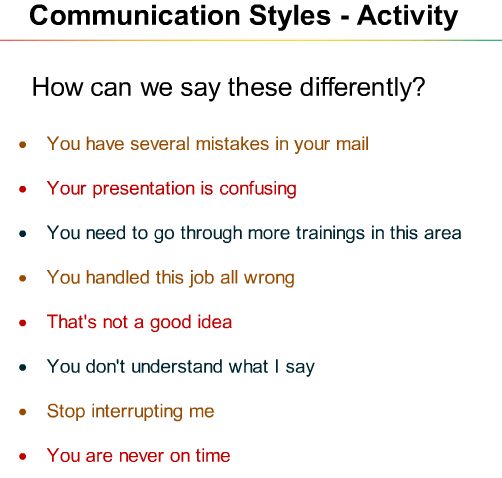 Communication Styles - Activity
How can we say these differently?
• You have several mistakes in your mail
• Your presentation is confusing
• You need to go through more trainings in this area
• You handled this job all wrong
• That's not a good idea
• You don't understand what I say
• Stop interrupting me
• You are never on time